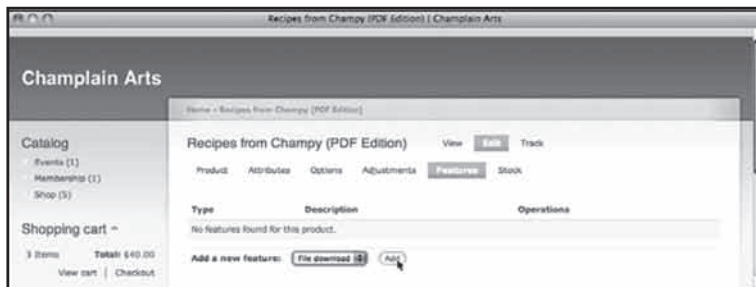 Recipes from Champy (PDF Edition) | Champlain Arts
Champlain Arts
Home » Recipes from Champy (PDF Edition)
Catalog
Events (1)
Membership (1)
Shop (5)
Shopping cart
3 Items Total: $40.00
View cart | Checkout
Recipes from Champy (PDF Edition) View Edit Track
Product Attributes Options Adjustments Features Stock
Type Description Operations
No features found for this product.
Add a new feature: File download Add